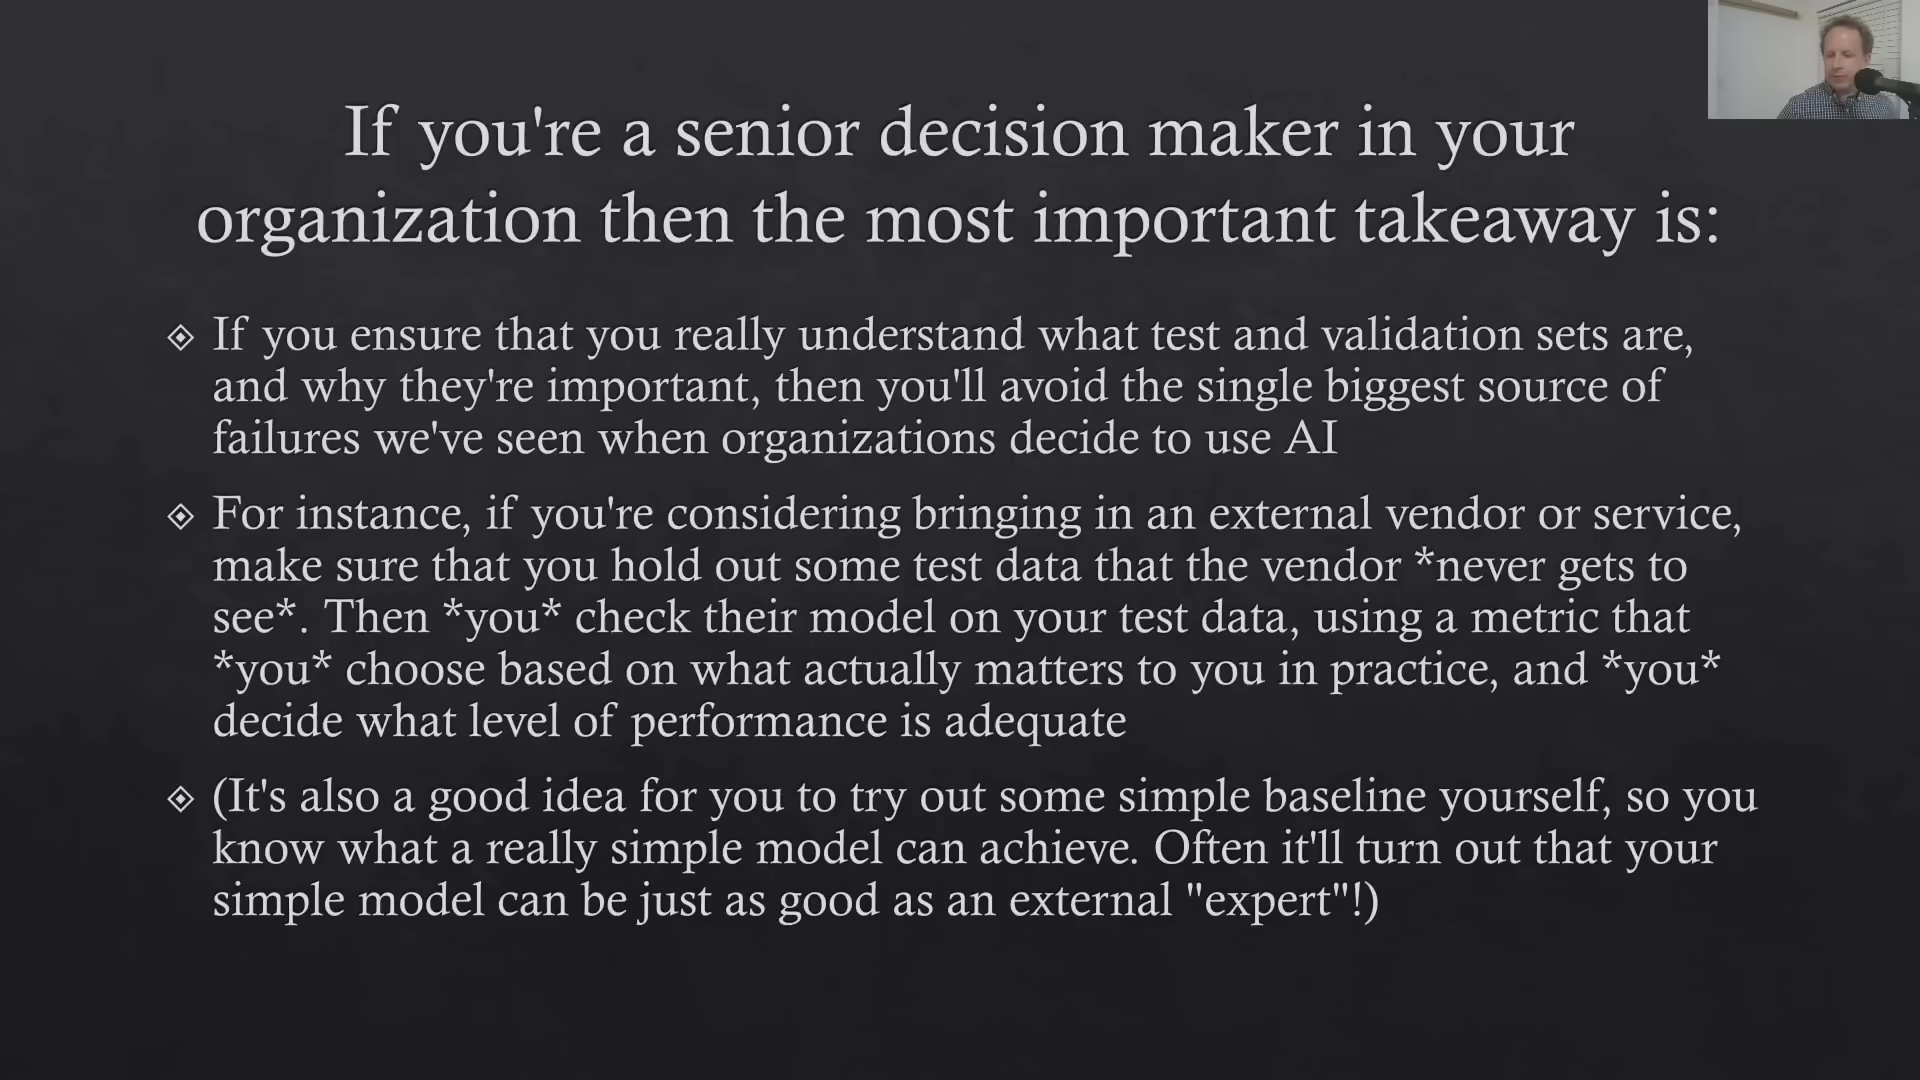 If you're a senior decision maker in your
organization then the most important takeaway is:
If you ensure that you really understand what test and validation sets are,
and why they're important, then you'll avoid the single biggest source of
failures we've seen when organizations decide to use AI
For instance, if you're considering bringing in an external vendor or service,
make sure that you hold out some test data that the vendor *never gets to
see*. Then *you* check their model on your test data, using a metric that
*you* choose based on what actually matters to you in practice, and *you*
decide what level of performance is adequate
(It's also a good idea for you to try out some simple baseline yourself, so you
know what a really simple model can achieve. Often it'll turn out that your
simple model can be just as good as an external "expert"!)